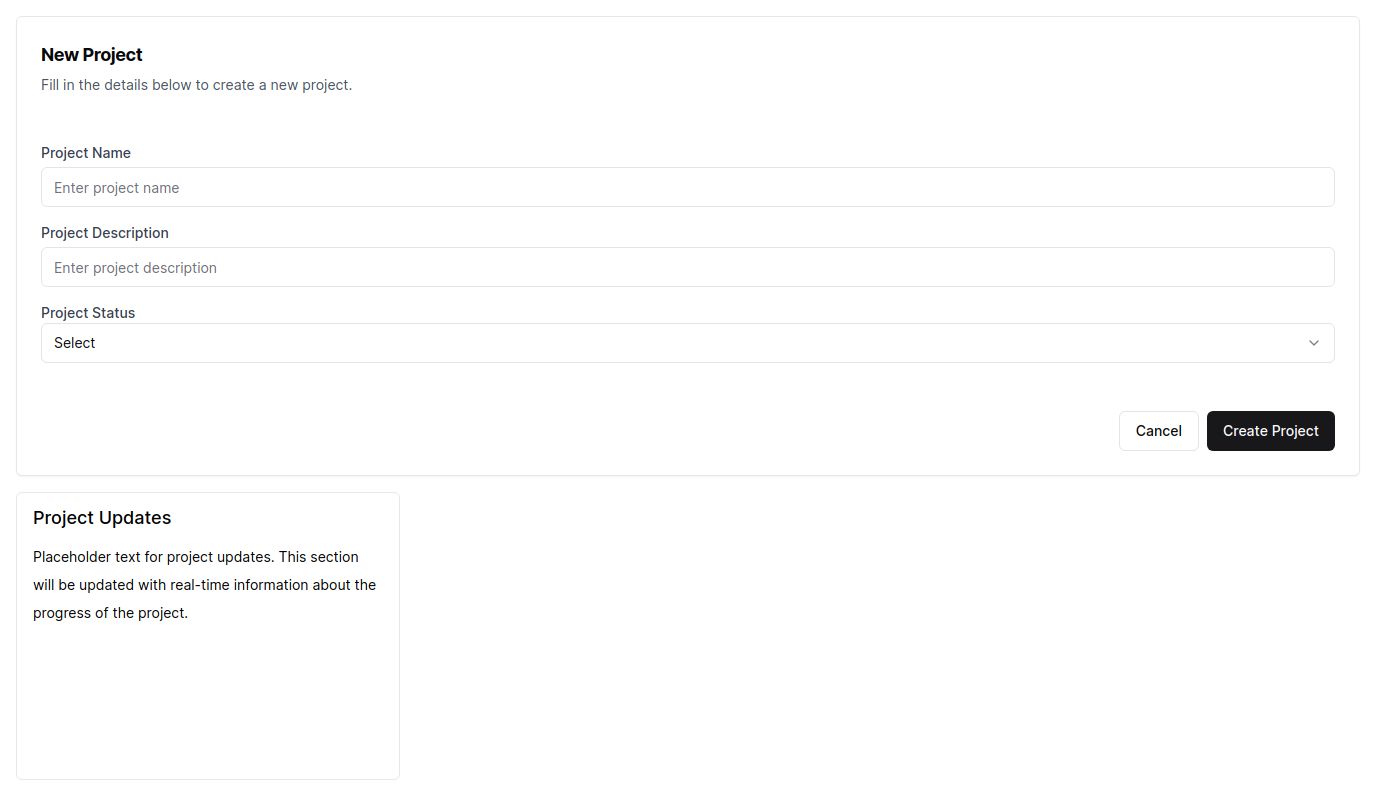 New Project
Fill in the details below to create a new project.
Project Name
Enter project name
Project Description
Enter project description
Project Status
Select
Cancel
Create Project
Project Updates
Placeholder text for project updates. This section
will be updated with real-time information about the
progress of the project.